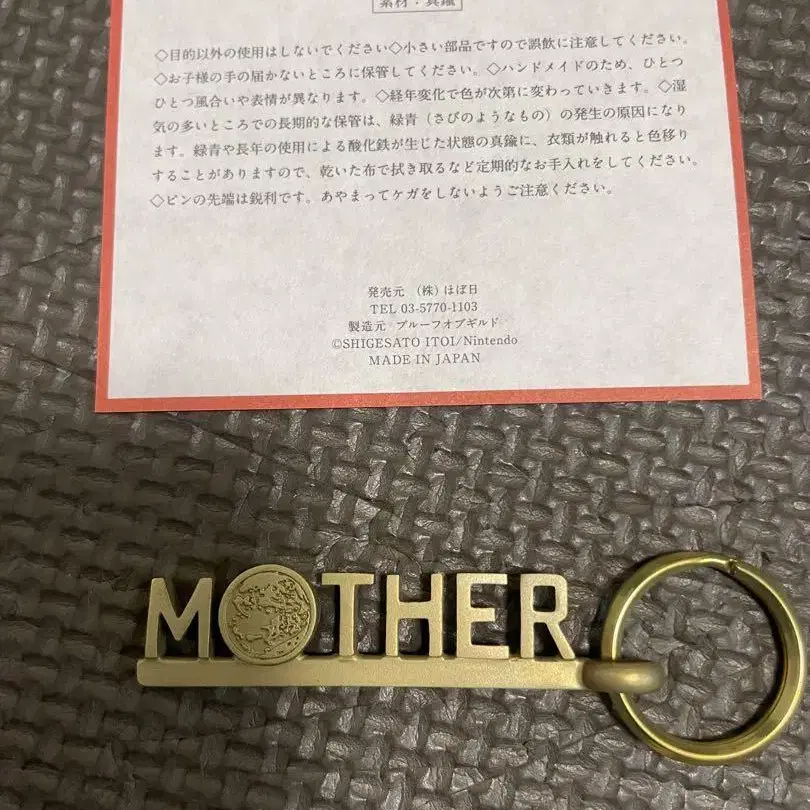 素材：真鍮
◇目的以外の使用はしないでください◇小さい部品ですので誤飲に注意してください。
◇お子様の手の届かないところに保管してください。◇ハンドメイドのため、ひとつ
ひとつ風合いや表情が異なります。◇経年変化で色が次第に変わっていきます。◇湿
気の多いところでの長期的な保管は、緑青（さびのようなもの）の発生の原因になり
ます。緑青や長年の使用による酸化鉄が生じた状態の真鍮に、衣類が触れると色移り
することがありますので、乾いた布で拭き取るなど定期的なお手入れをしてください。
◇ピンの先端は鋭利です。あやまってケガをしないようご注意ください。
発売元 （株）ほぼ日
TEL 03-5770-1103
製造元 プルーフオブギルド
©SHIGESATO ITOI/Nintendo
MADE IN JAPAN
MOTHER